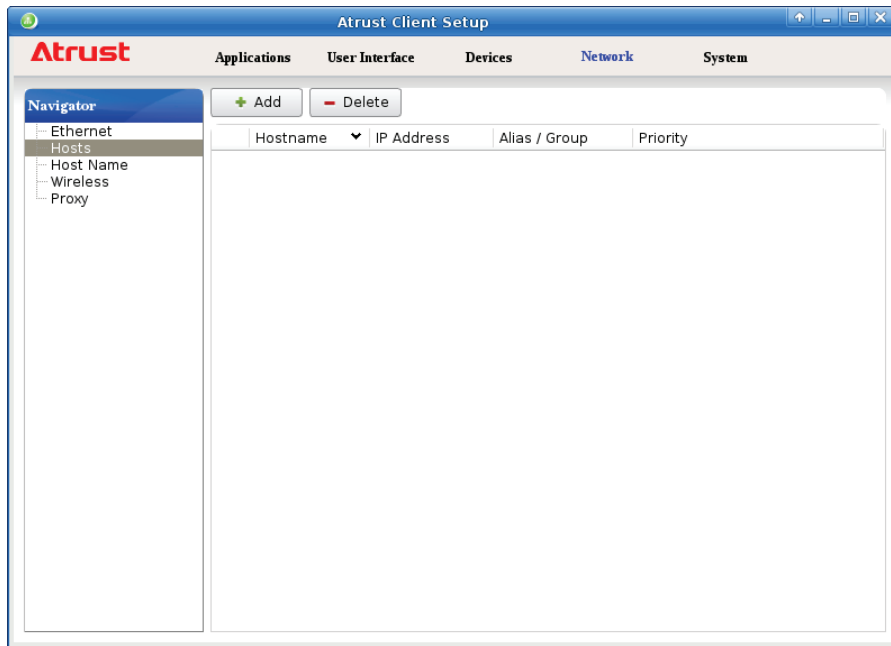 Atrust Client Setup
Atrust
Applications User Interface Devices Network System
Navigator
Ethernet
Hosts
Host Name
Wireless
Proxy
Add Delete
Hostname IP Address Alias / Group Priority